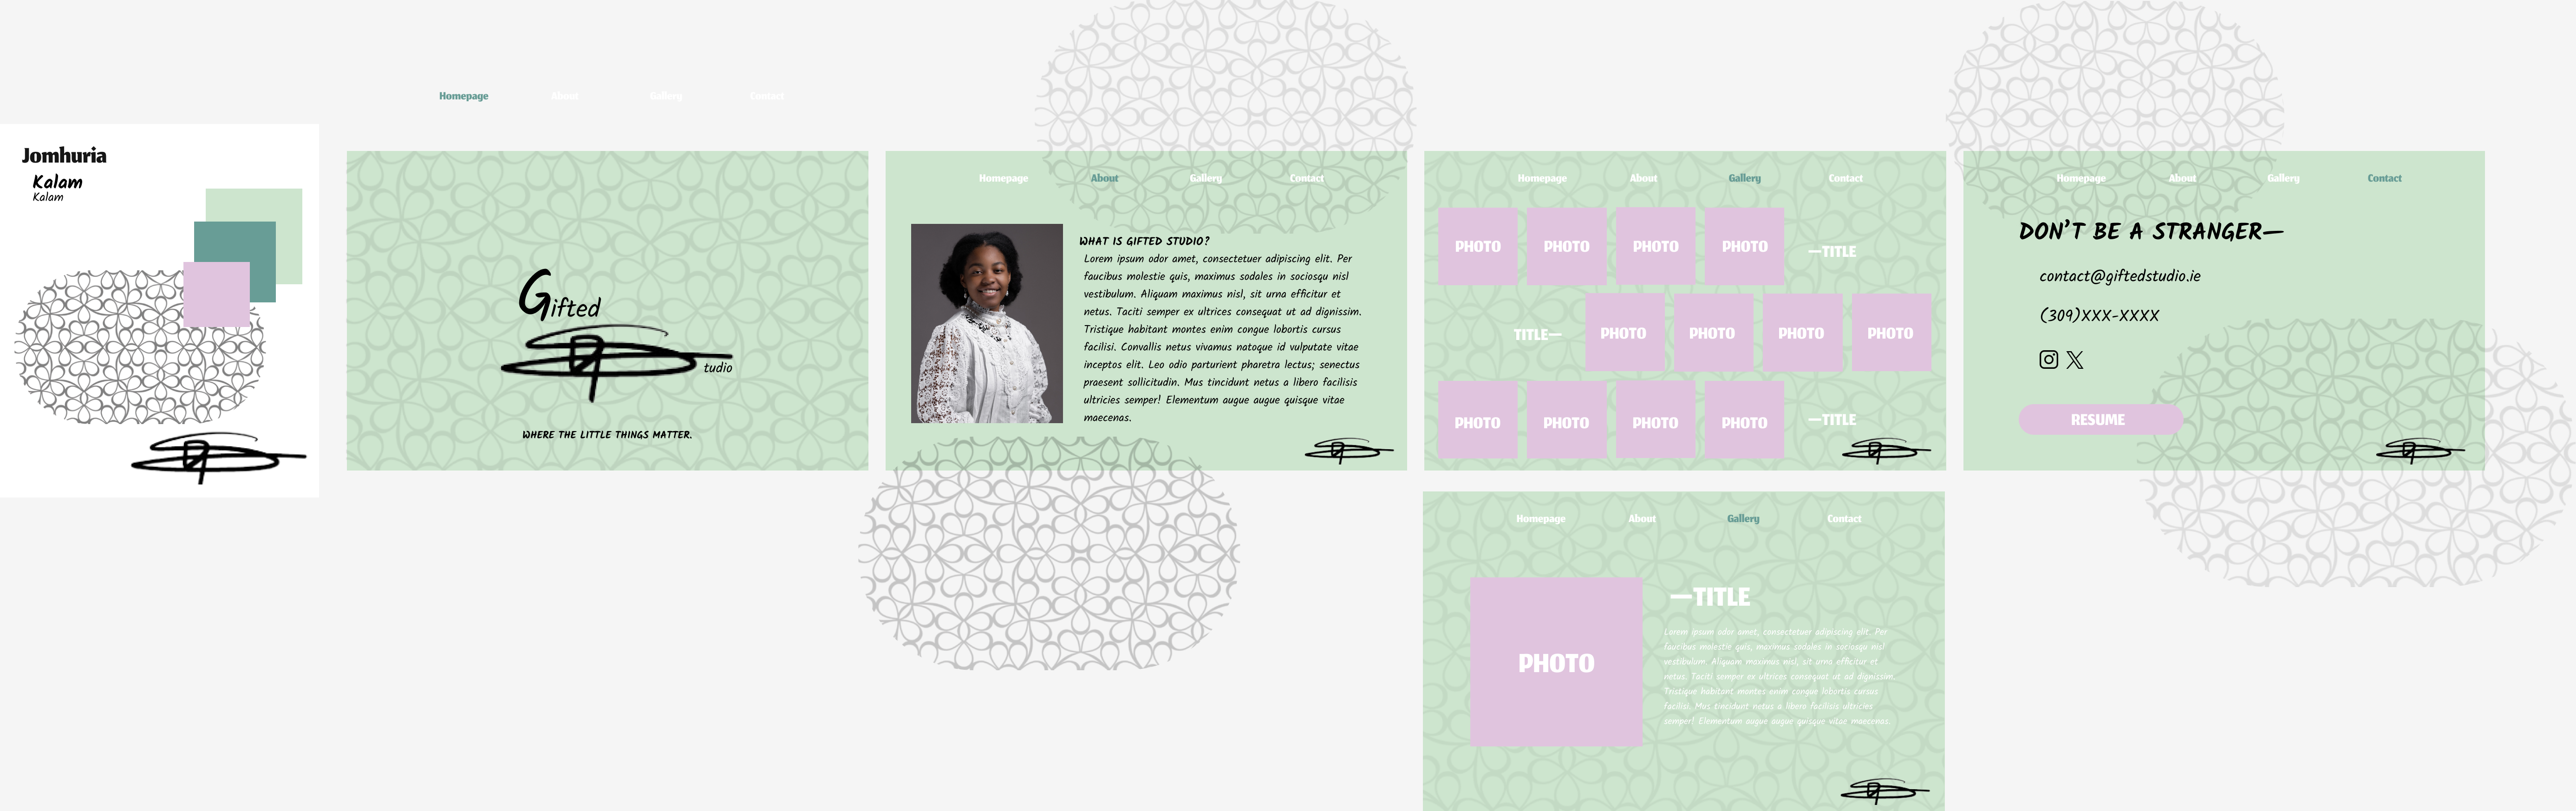 Jomhuria
Kalam
Kalam
Homepage About Gallery Contact
Gifted
tudio
WHERE THE LITTLE THINGS MATTER.
Homepage About Gallery Contact
WHAT IS GIFTED STUDIO?
Lorem ipsum odor amet, consectetuer adipiscing elit. Per
faucibus molestie quis, maximus sodales in sociosqu nisl
vestibulum. Aliquam maximus nisl, sit urna efficitur et
netus. Taciti semper ex ultrices consequat ut ad dignissim.
Tristique habitant montes enim congue lobortis cursus
facilisi. Convallis netus vivamus natoque id vulputate vitae
inceptos elit. Leo odio parturient pharetra lectus; senectus
praesent sollicitudin. Mus tincidunt netus a libero facilisis
ultricies semper! Elementum augue augue quisque vitae
maecenas.
Homepage About Gallery Contact
PHOTO PHOTO PHOTO PHOTO —TITLE
TITLE— PHOTO PHOTO PHOTO PHOTO
PHOTO PHOTO PHOTO PHOTO —TITLE
Homepage About Gallery Contact
PHOTO
—TITLE
Lorem ipsum odor amet, consectetuer adipiscing elit. Per
faucibus molestie quis, maximus sodales in sociosqu nisl
vestibulum. Aliquam maximus nisl, sit urna efficitur et
netus. Taciti semper ex ultrices consequat ut ad dignissim.
Tristique habitant montes enim congue lobortis cursus
facilisi. Mus tincidunt netus a libero facilisis ultricies
semper! Elementum augue augue quisque vitae maecenas.
Homepage About Gallery Contact
DON'T BE A STRANGER—
contact@giftedstudio.ie
(309)XXX-XXXX
RESUME